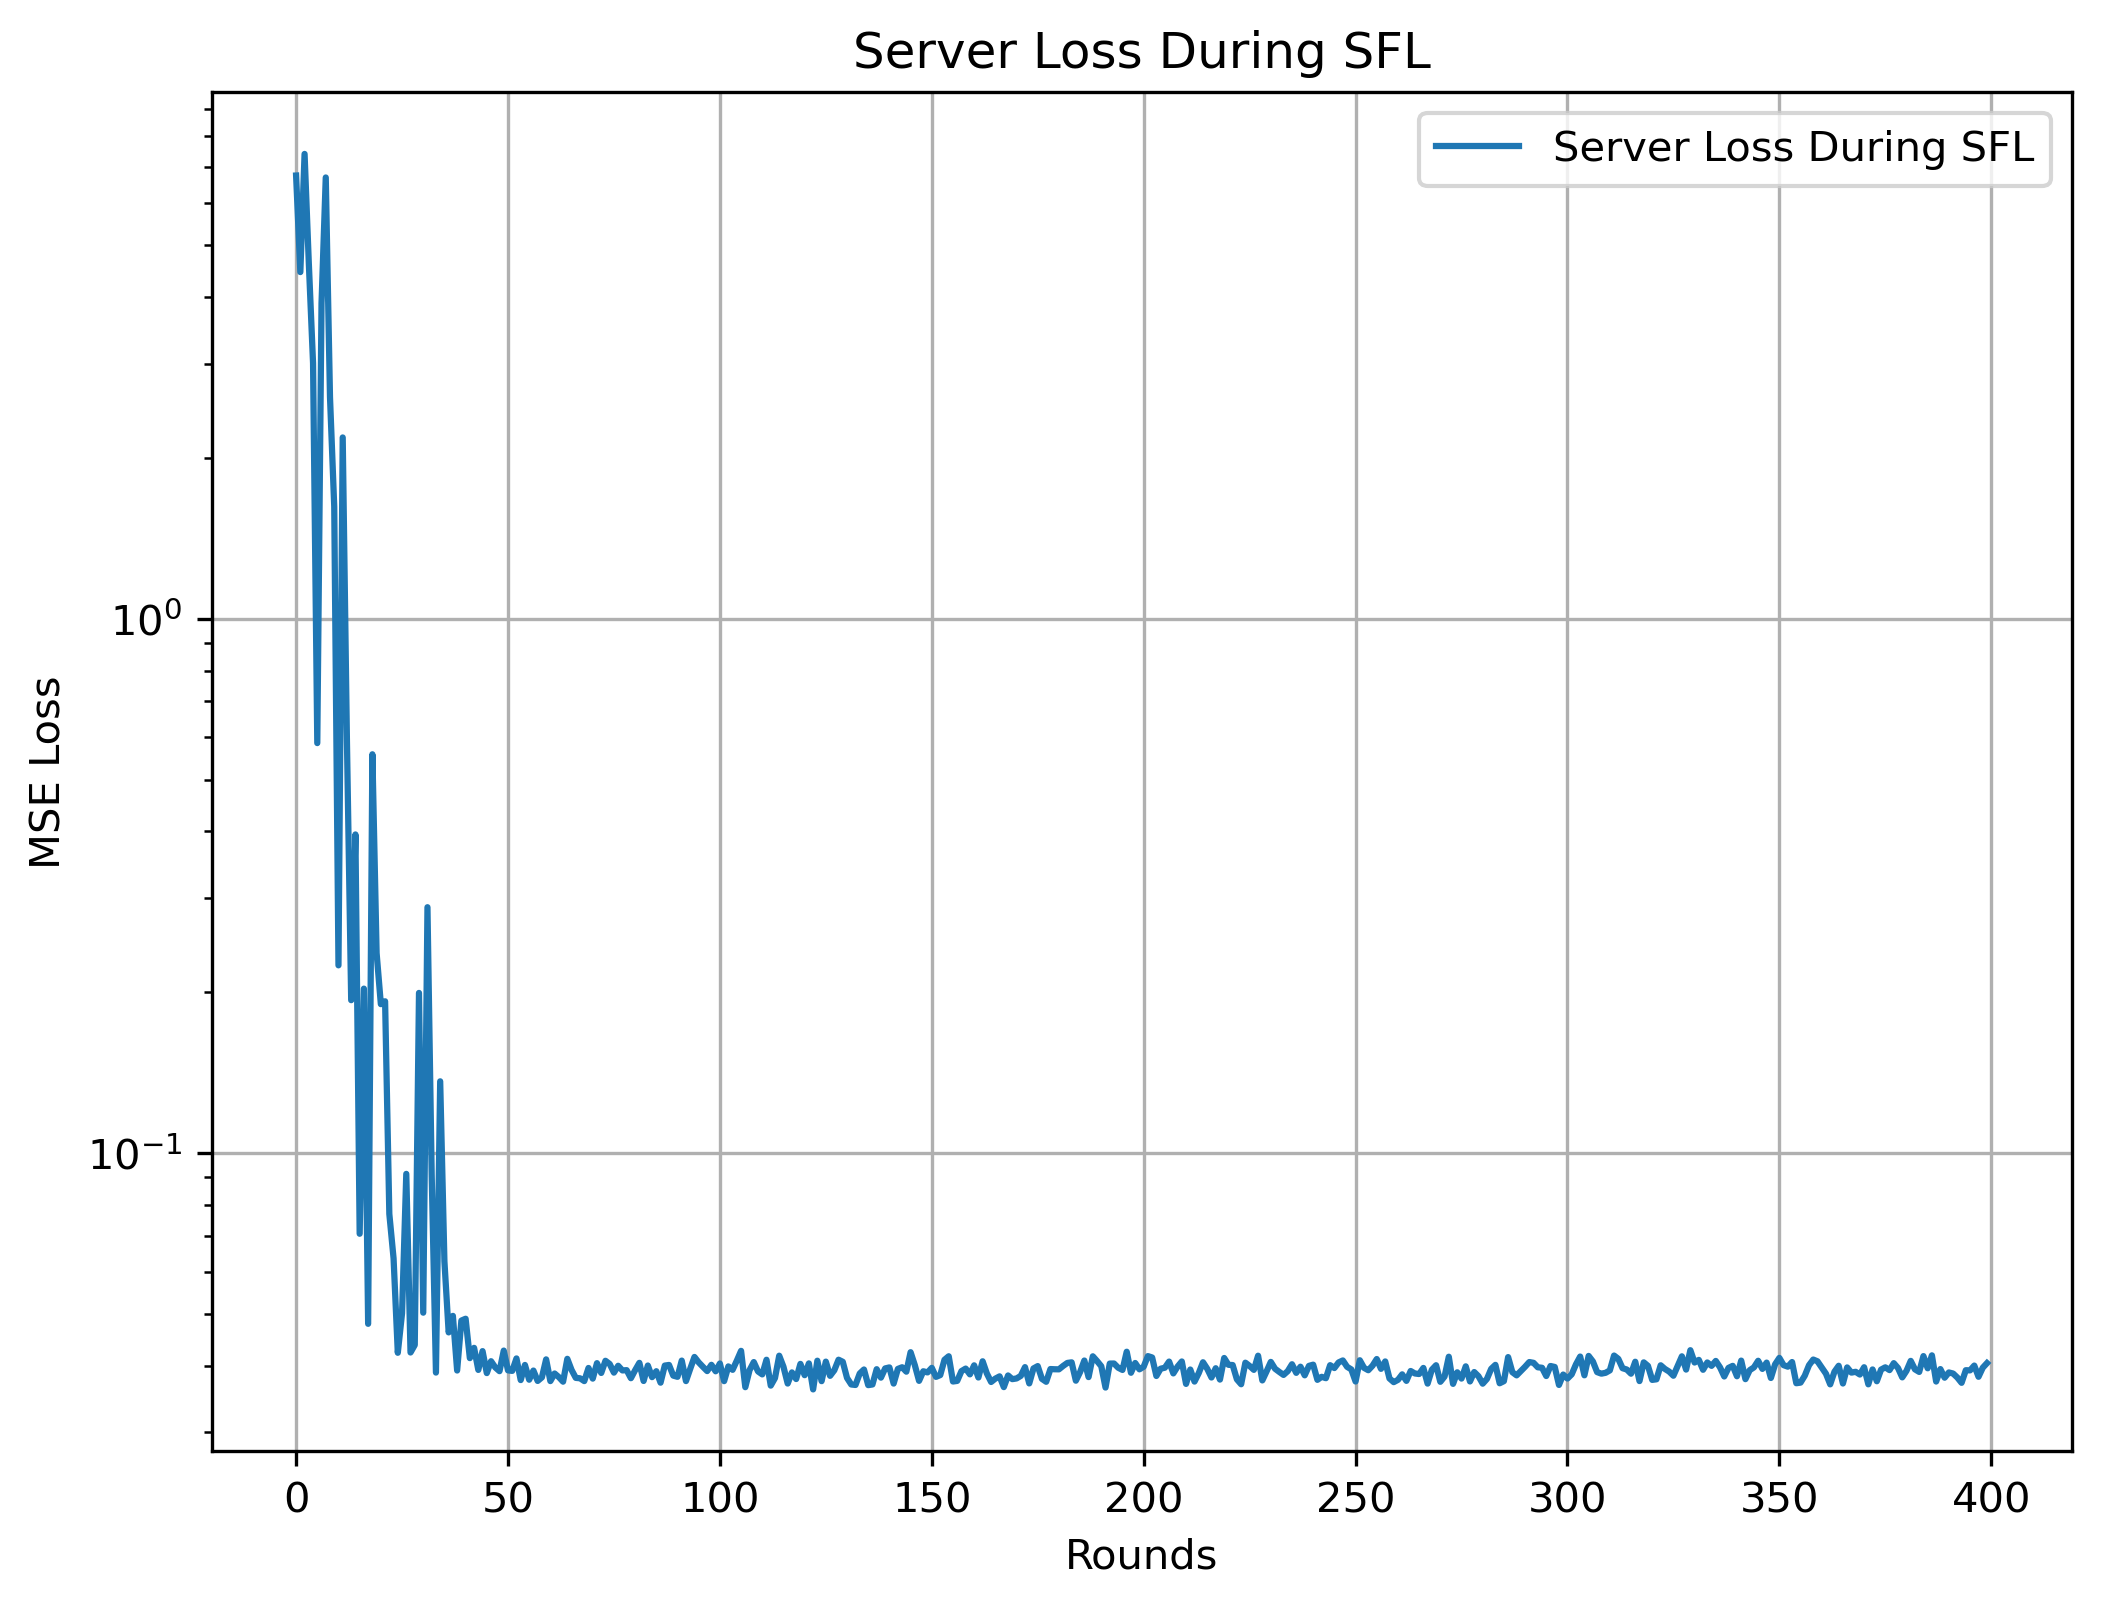 Server Loss During SFL
Server Loss During SFL
10⁰
10⁻¹
MSE Loss
0 50 100 150 200 250 300 350 400
Rounds